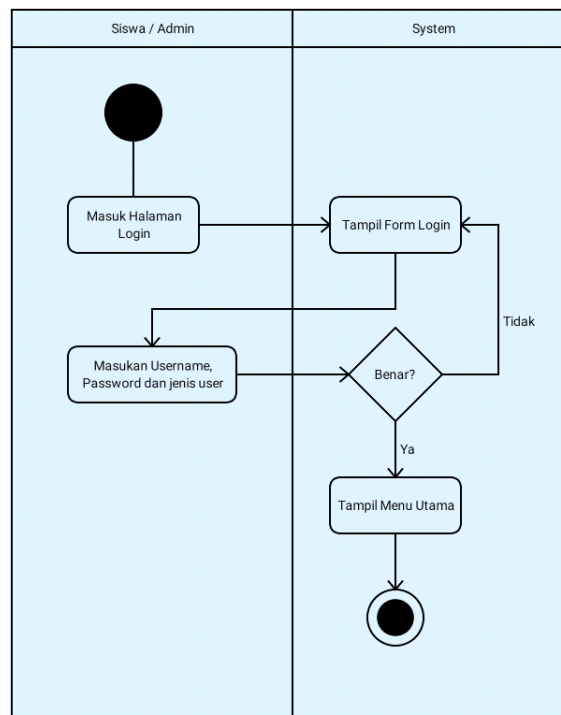 Siswa / Admin
System
Masuk Halaman
Login
Tampil Form Login
Tidak
Masukan Username,
Password dan jenis user
Benar?
Ya
Tampil Menu Utama